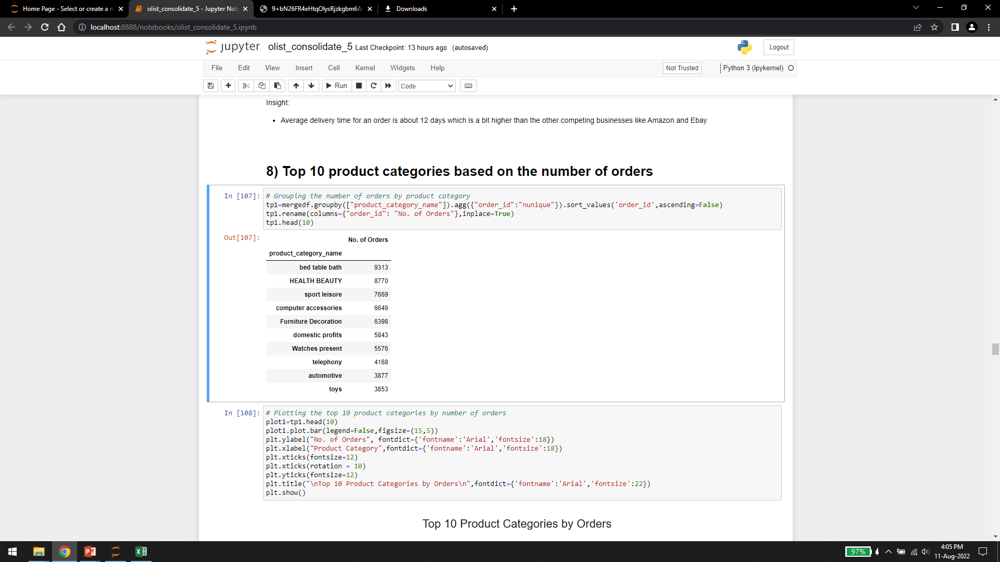 Home Page - Select or create a n
olist_consolidate_5 - Jupyter Not
9+bN26FR4eHtqOlysRjzkgbm6A
Downloads
localhost:8888/notebooks/olist_consolidate_5.ipynb
jupyter olist_consolidate_5 Last Checkpoint: 13 hours ago (autosaved)
Logout
File Edit View Insert Cell Kernel Widgets Help
Not Trusted
Python 3 (ipykernel)
Run
Code
Insight:
• Average delivery time for an order is about 12 days which is a bit higher than the other competing businesses like Amazon and Ebay
8) Top 10 product categories based on the number of orders
In [107]: # Grouping the number of orders by product category
tp1=mergedf.groupby(["product_category_name"]).agg({"order_id":"nunique"}).sort_values('order_id',ascending=False)
tp1.rename(columns={"order_id": "No. of Orders"},inplace=True)
tp1.head(10)
Out[107]:
No. of Orders
product_category_name
bed table bath 9313
HEALTH BEAUTY 8770
sport leisure 7669
computer accessories 6649
Furniture Decoration 6398
domestic profits 5843
Watches present 5576
telephony 4168
automotive 3877
toys 3853
In [108]: # Plotting the top 10 product categories by number of orders
plot1=tp1.head(10)
plot1.plot.bar(legend=False,figsize=(15,5))
plt.ylabel("No. of Orders", fontdict={'fontname':'Arial','fontsize':18})
plt.xlabel("Product Category",fontdict={'fontname':'Arial','fontsize':18})
plt.xticks(fontsize=12)
plt.xticks(rotation = 10)
plt.yticks(fontsize=12)
plt.title("\nTop 10 Product Categories by Orders\n",fontdict={'fontname':'Arial','fontsize':22})
plt.show()
Top 10 Product Categories by Orders
97%
4:05 PM
11-Aug-2022